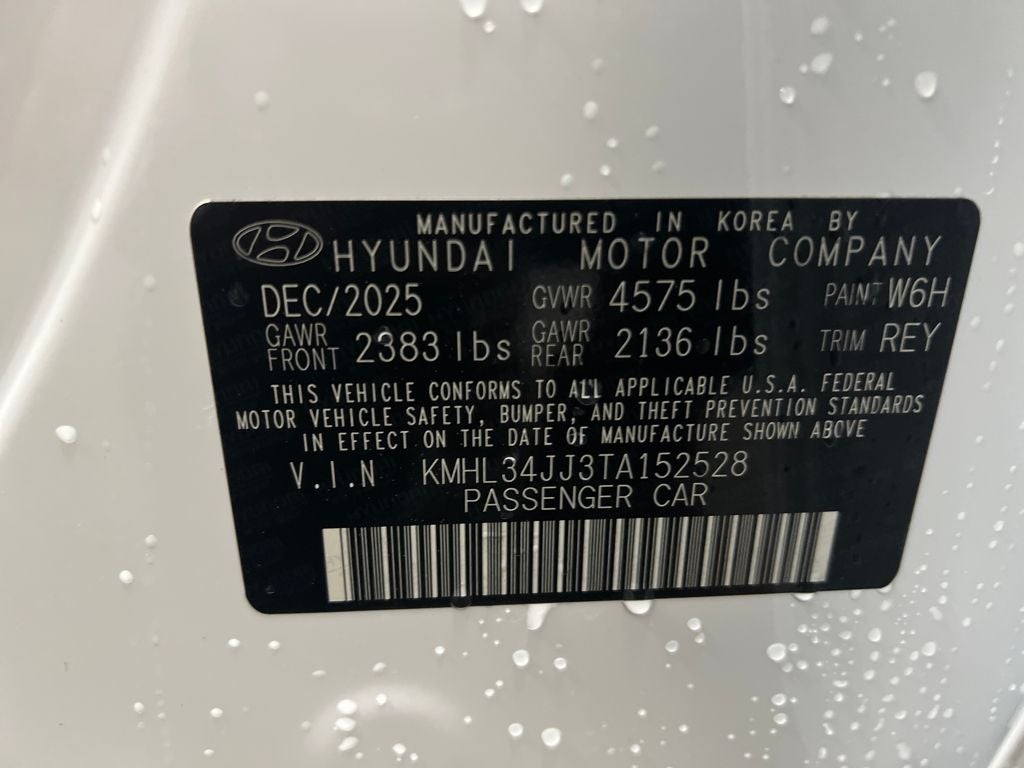 MANUFACTURED IN KOREA BY
HYUNDAI MOTOR COMPANY
DEC/2025 GVWR 4575 lbs PAINT W6H
GAWR FRONT 2383 lbs GAWR REAR 2136 lbs TRIM REY
THIS VEHICLE CONFORMS TO ALL APPLICABLE U.S.A. FEDERAL
MOTOR VEHICLE SAFETY, BUMPER, AND THEFT PREVENTION STANDARDS
IN EFFECT ON THE DATE OF MANUFACTURE SHOWN ABOVE
V.I.N KMHL34JJ3TA152528
PASSENGER CAR